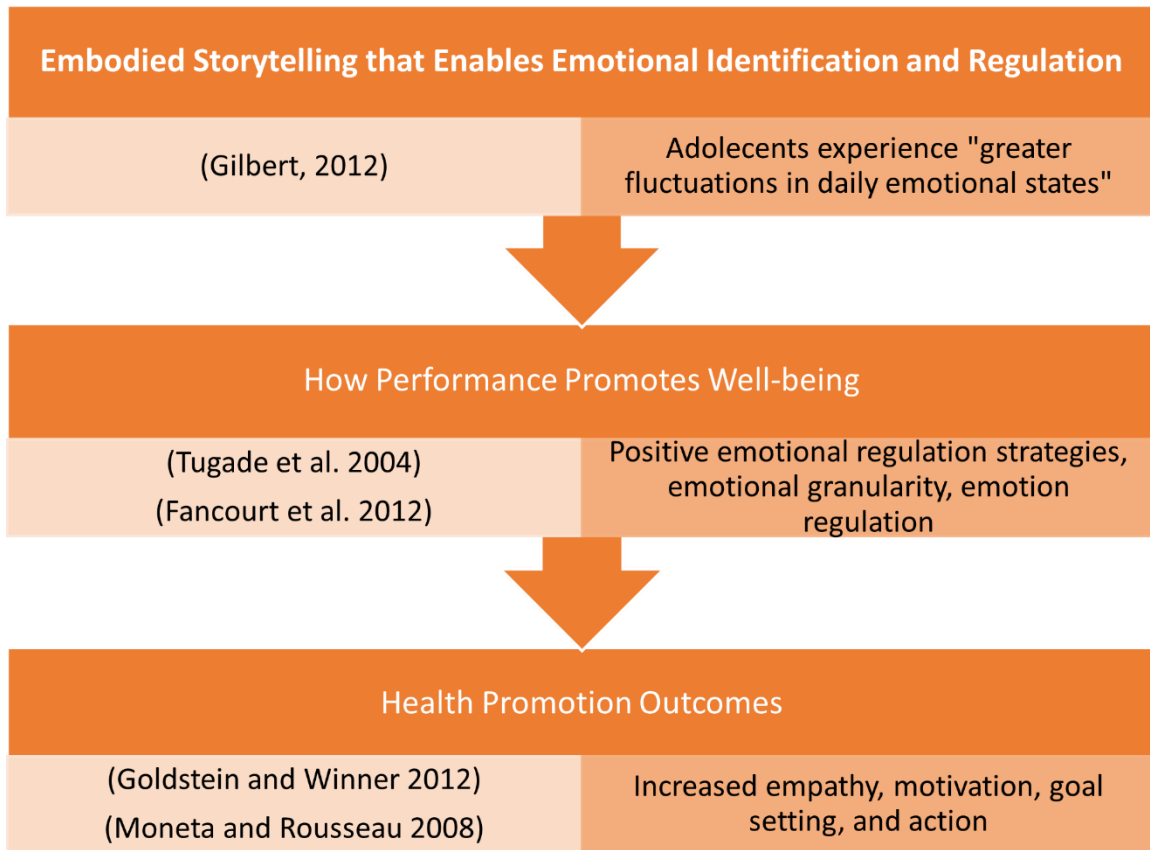 Embodied Storytelling that Enables Emotional Identification and Regulation
(Gilbert, 2012)
Adolecents experience "greater
fluctuations in daily emotional states"
How Performance Promotes Well-being
(Tugade et al. 2004)
(Fancourt et al. 2012)
Positive emotional regulation strategies,
emotional granularity, emotion
regulation
Health Promotion Outcomes
(Goldstein and Winner 2012)
(Moneta and Rousseau 2008)
Increased empathy, motivation, goal
setting, and action